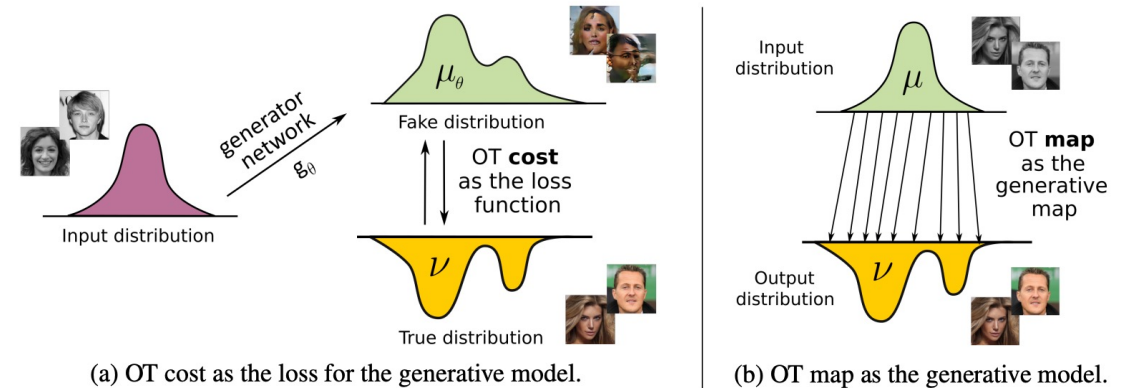 Input distribution
generator
network
g_θ
μ_θ
Fake distribution
OT cost
as the loss
function
ν
True distribution
(a) OT cost as the loss for the generative model.
Input
distribution
μ
OT map
as the
generative
map
ν
Output
distribution
(b) OT map as the generative model.